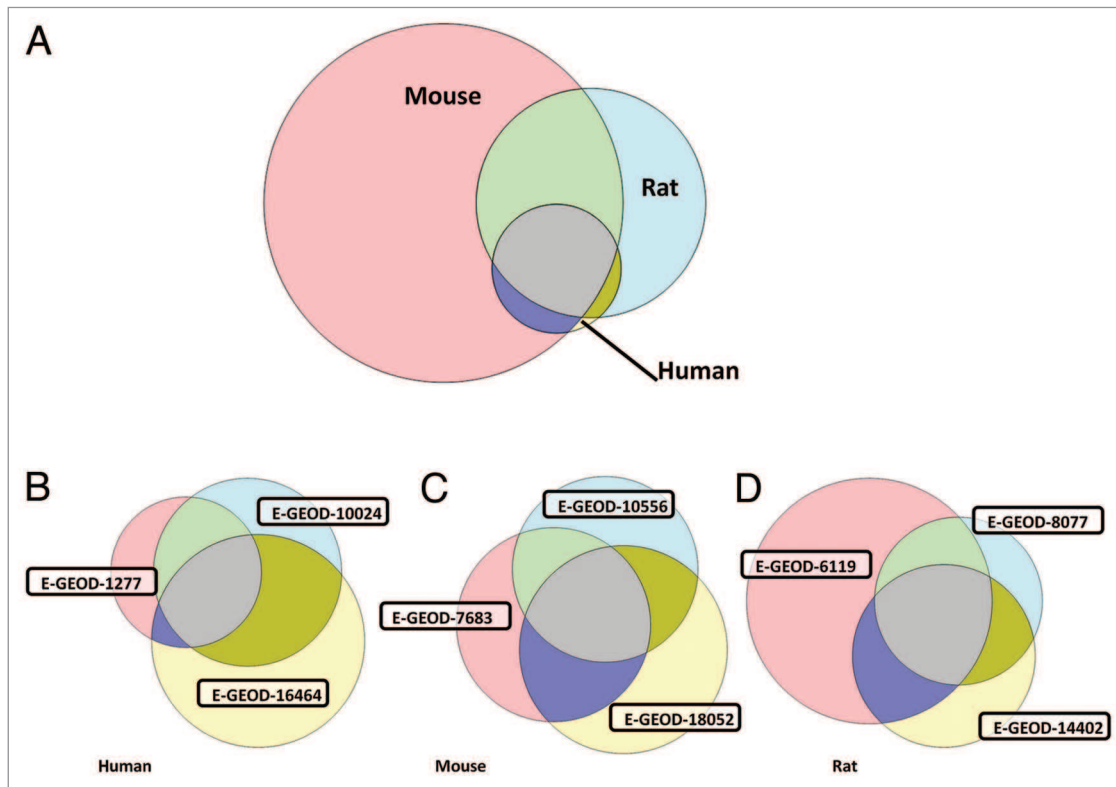 A
Mouse
Rat
Human
B
E-GEOD-10024
E-GEOD-1277
E-GEOD-16464
Human
C
E-GEOD-10556
E-GEOD-7683
E-GEOD-18052
Mouse
D
E-GEOD-8077
E-GEOD-6119
E-GEOD-14402
Rat